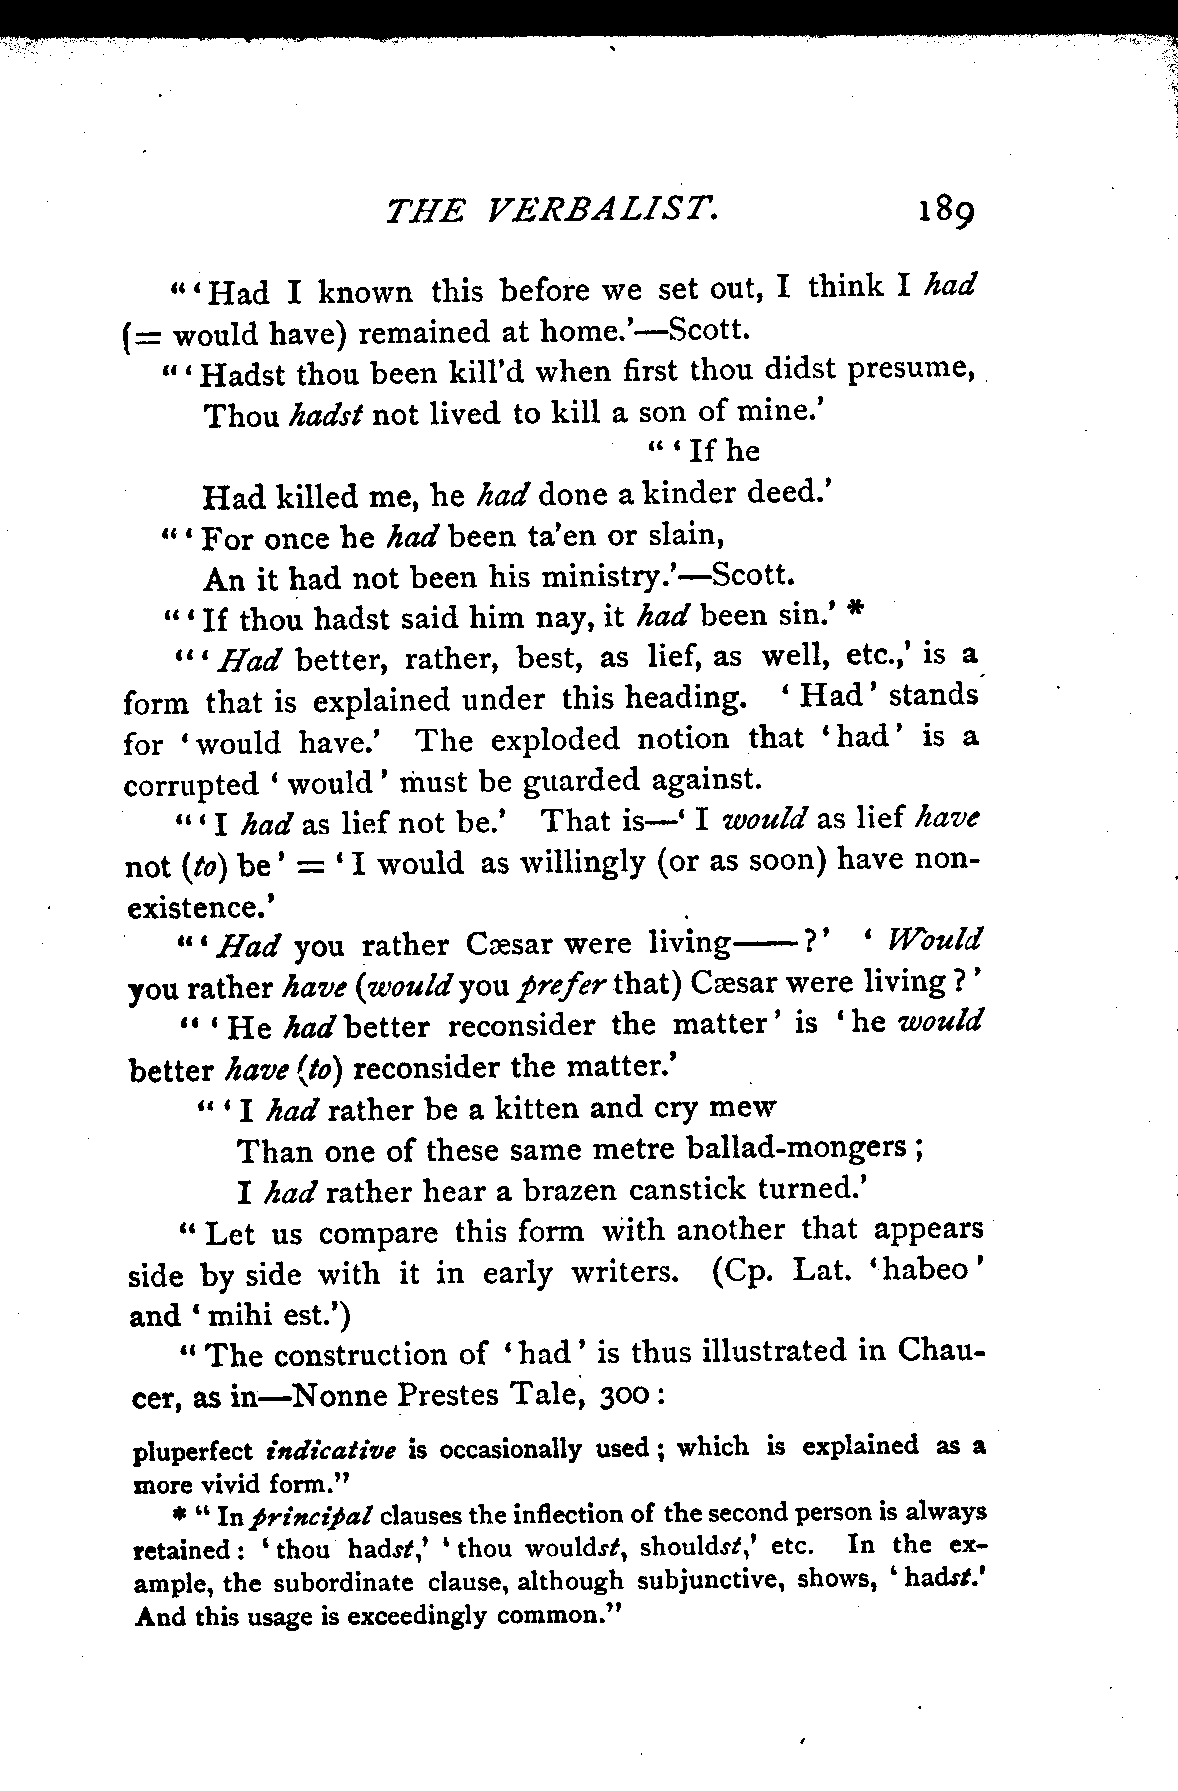 THE VERBALIST. 189
"'Had I known this before we set out, I think I had
(= would have) remained at home.'—Scott.
"'Hadst thou been kill'd when first thou didst presume,
Thou hadst not lived to kill a son of mine.'
"'If he
Had killed me, he had done a kinder deed.'
"'For once he had been ta'en or slain,
An it had not been his ministry.'—Scott.
"'If thou hadst said him nay, it had been sin.' *
"'Had better, rather, best, as lief, as well, etc.,' is a
form that is explained under this heading. 'Had' stands
for 'would have.' The exploded notion that 'had' is a
corrupted 'would' must be guarded against.
"'I had as lief not be.' That is—'I would as lief have
not (to) be' = 'I would as willingly (or as soon) have non-
existence.'
"'Had you rather Cæsar were living——?' 'Would
you rather have (would you prefer that) Cæsar were living?'
"'He had better reconsider the matter' is 'he would
better have (to) reconsider the matter.'
"'I had rather be a kitten and cry mew
Than one of these same metre ballad-mongers;
I had rather hear a brazen canstick turned.'
"Let us compare this form with another that appears
side by side with it in early writers. (Cp. Lat. 'habeo'
and 'mihi est.')
"The construction of 'had' is thus illustrated in Chau-
cer, as in—Nonne Prestes Tale, 300:
pluperfect indicative is occasionally used; which is explained as a
more vivid form."
* "In principal clauses the inflection of the second person is always
retained: 'thou hadst,' 'thou wouldst, shouldst,' etc. In the ex-
ample, the subordinate clause, although subjunctive, shows, 'hadst.'
And this usage is exceedingly common."